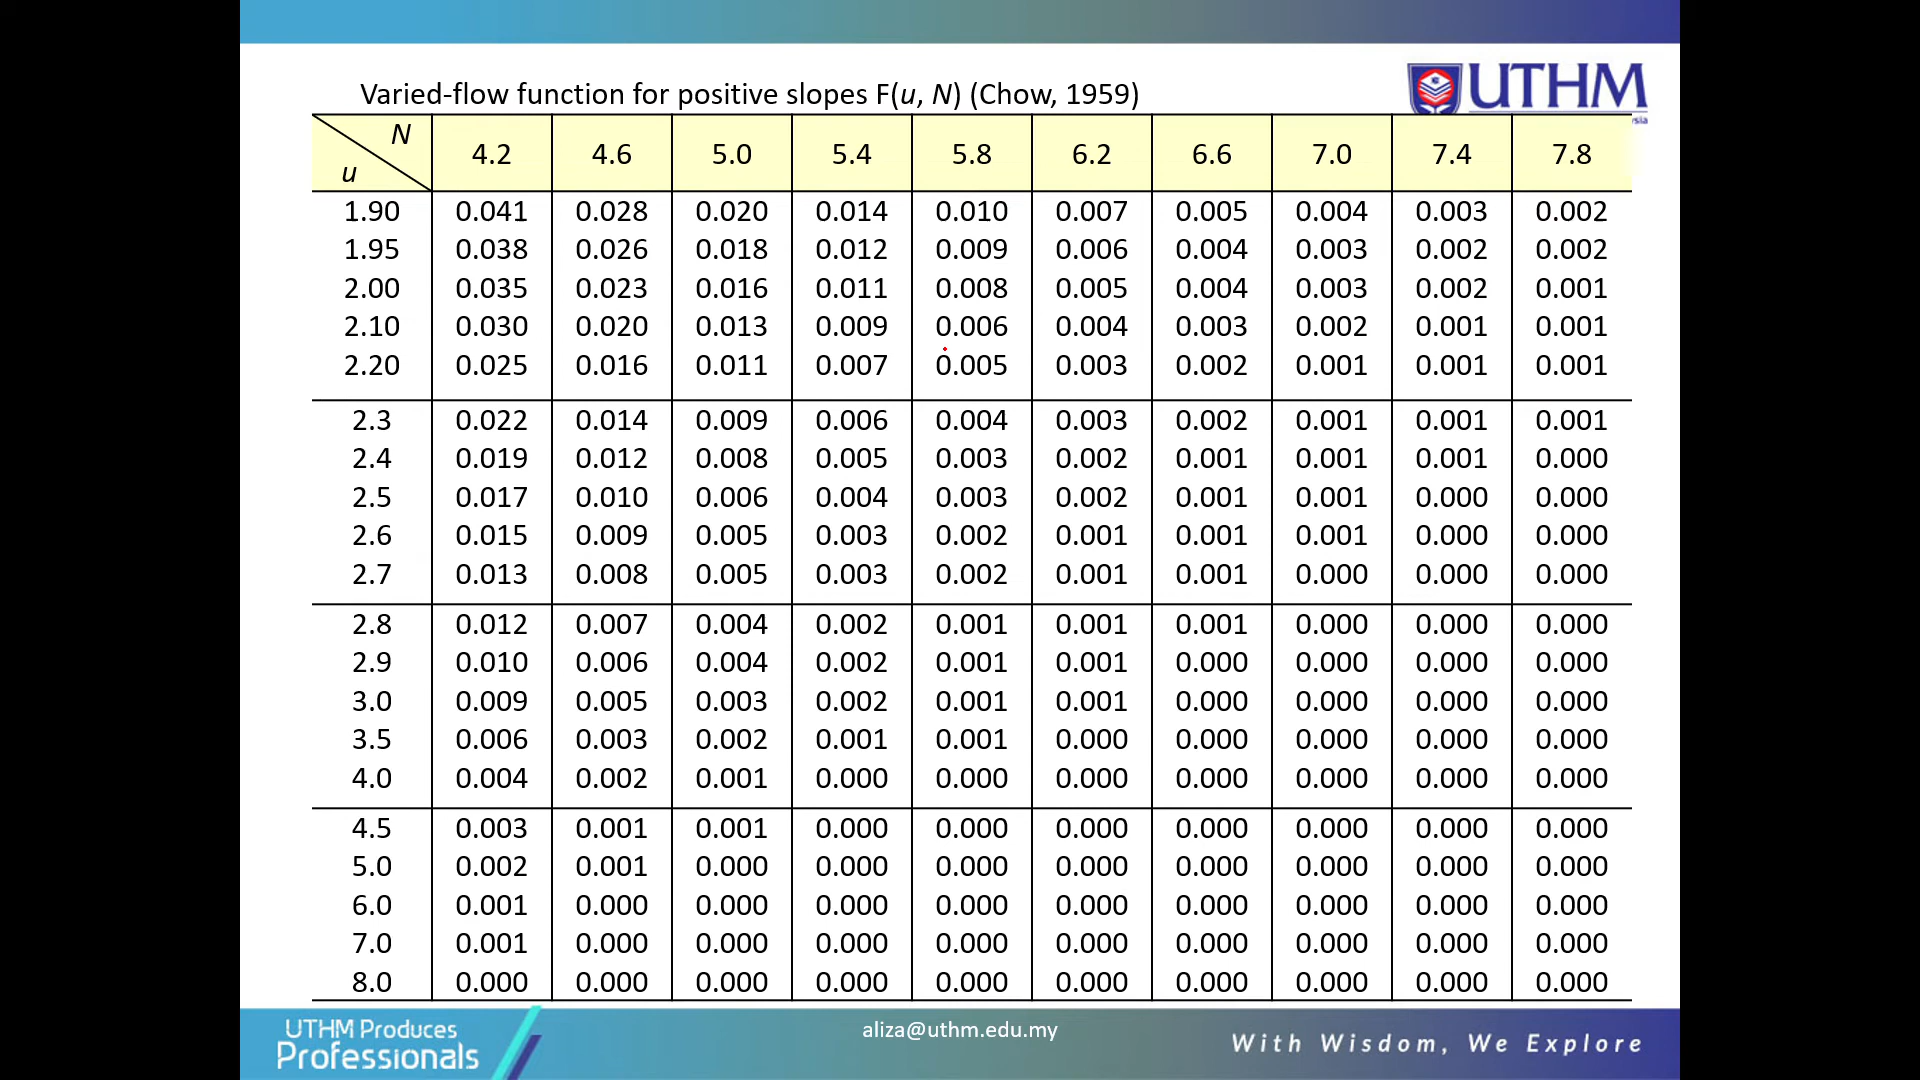 Varied-flow function for positive slopes F(u, N) (Chow, 1959)
UTHM
N
u
4.2 4.6 5.0 5.4 5.8 6.2 6.6 7.0 7.4 7.8
1.90 0.041 0.028 0.020 0.014 0.010 0.007 0.005 0.004 0.003 0.002
1.95 0.038 0.026 0.018 0.012 0.009 0.006 0.004 0.003 0.002 0.002
2.00 0.035 0.023 0.016 0.011 0.008 0.005 0.004 0.003 0.002 0.001
2.10 0.030 0.020 0.013 0.009 0.006 0.004 0.003 0.002 0.001 0.001
2.20 0.025 0.016 0.011 0.007 0.005 0.003 0.002 0.001 0.001 0.001
2.3 0.022 0.014 0.009 0.006 0.004 0.003 0.002 0.001 0.001 0.001
2.4 0.019 0.012 0.008 0.005 0.003 0.002 0.001 0.001 0.001 0.000
2.5 0.017 0.010 0.006 0.004 0.003 0.002 0.001 0.001 0.000 0.000
2.6 0.015 0.009 0.005 0.003 0.002 0.001 0.001 0.001 0.000 0.000
2.7 0.013 0.008 0.005 0.003 0.002 0.001 0.001 0.000 0.000 0.000
2.8 0.012 0.007 0.004 0.002 0.001 0.001 0.001 0.000 0.000 0.000
2.9 0.010 0.006 0.004 0.002 0.001 0.001 0.000 0.000 0.000 0.000
3.0 0.009 0.005 0.003 0.002 0.001 0.001 0.000 0.000 0.000 0.000
3.5 0.006 0.003 0.002 0.001 0.001 0.000 0.000 0.000 0.000 0.000
4.0 0.004 0.002 0.001 0.000 0.000 0.000 0.000 0.000 0.000 0.000
4.5 0.003 0.001 0.001 0.000 0.000 0.000 0.000 0.000 0.000 0.000
5.0 0.002 0.001 0.000 0.000 0.000 0.000 0.000 0.000 0.000 0.000
6.0 0.001 0.000 0.000 0.000 0.000 0.000 0.000 0.000 0.000 0.000
7.0 0.001 0.000 0.000 0.000 0.000 0.000 0.000 0.000 0.000 0.000
8.0 0.000 0.000 0.000 0.000 0.000 0.000 0.000 0.000 0.000 0.000
UTHM Produces
Professionals
aliza@uthm.edu.my
With Wisdom, We Explore